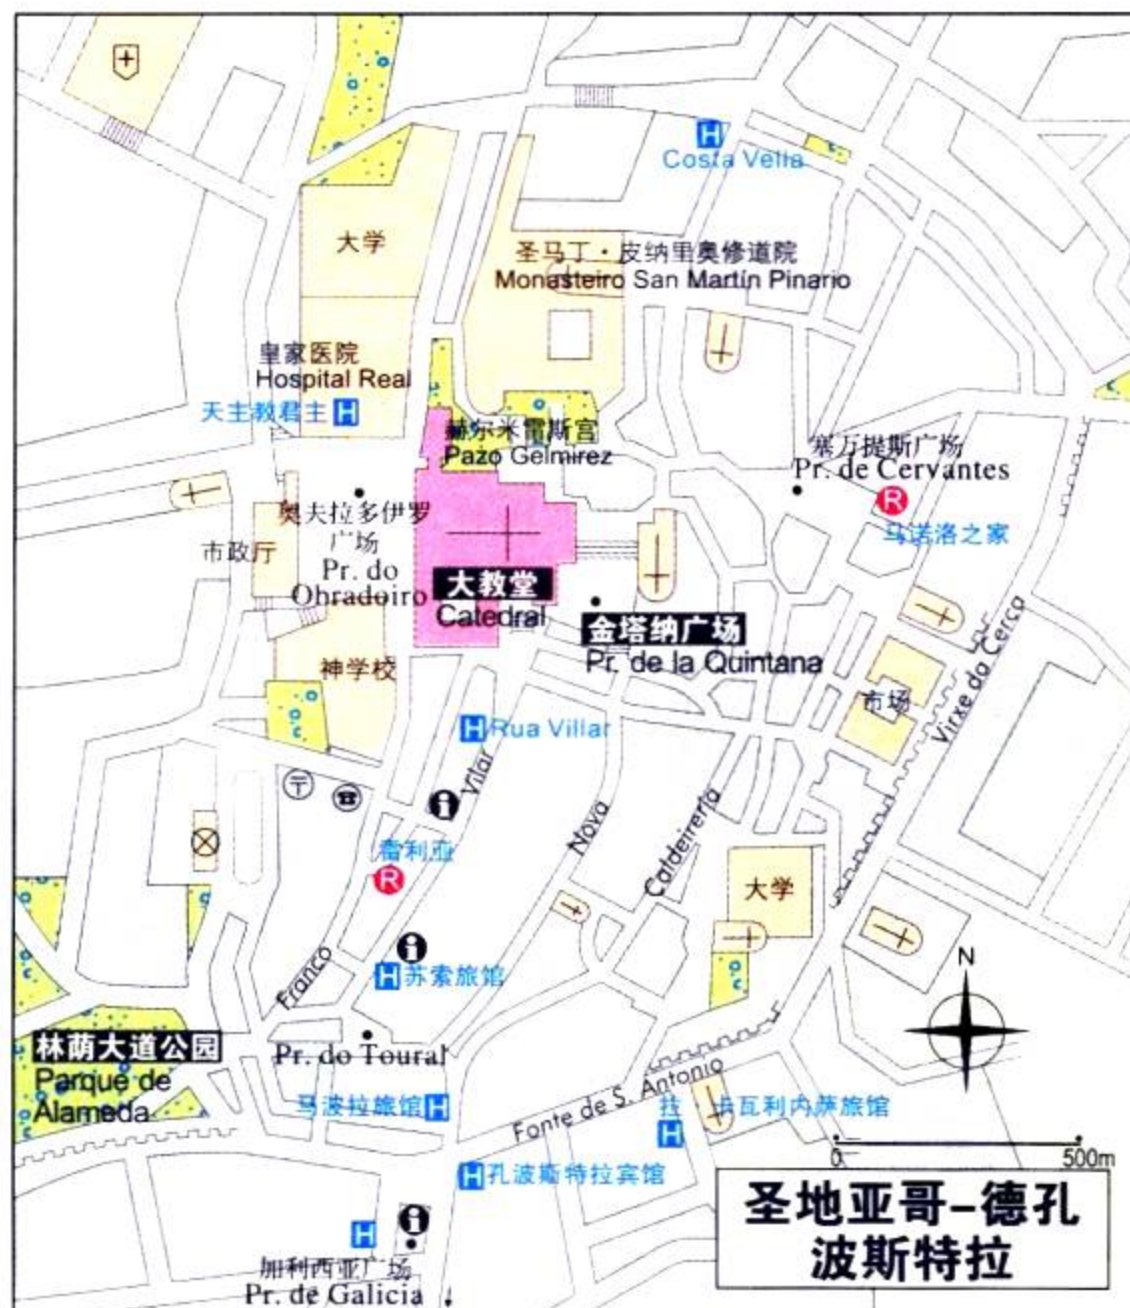 H
Costa Vella
大学
圣马丁·皮纳里奥修道院
Monasteiro San Martín Pinario
皇家医院
Hospital Real
天主教君主 H
赫尔米雷斯宫
Pazo Gelmirez
塞万提斯广场
Pr. de Cervantes
R
马诺洛之家
奥夫拉多伊罗
广场
Pr. do
Ohradoiro
市政厅
大教堂
Catedral
金塔纳广场
Pr. de la Quintana
神学校
市场
Virxe da Cerca
H Rua Villar
Vilar
i
Nova
Caldeirería
雷利亚
R
大学
Franco
i
H 苏索旅馆
N
林荫大道公园
Parque de
Alameda
Pr. do Toural
马波拉旅馆 H
Fonte de S. Antonio
拉 卡瓦利内萨旅馆
H
0 500m
H 孔波斯特拉宾馆
H
i
加利西亚广场
Pr. de Galicia
圣地亚哥-德孔
波斯特拉